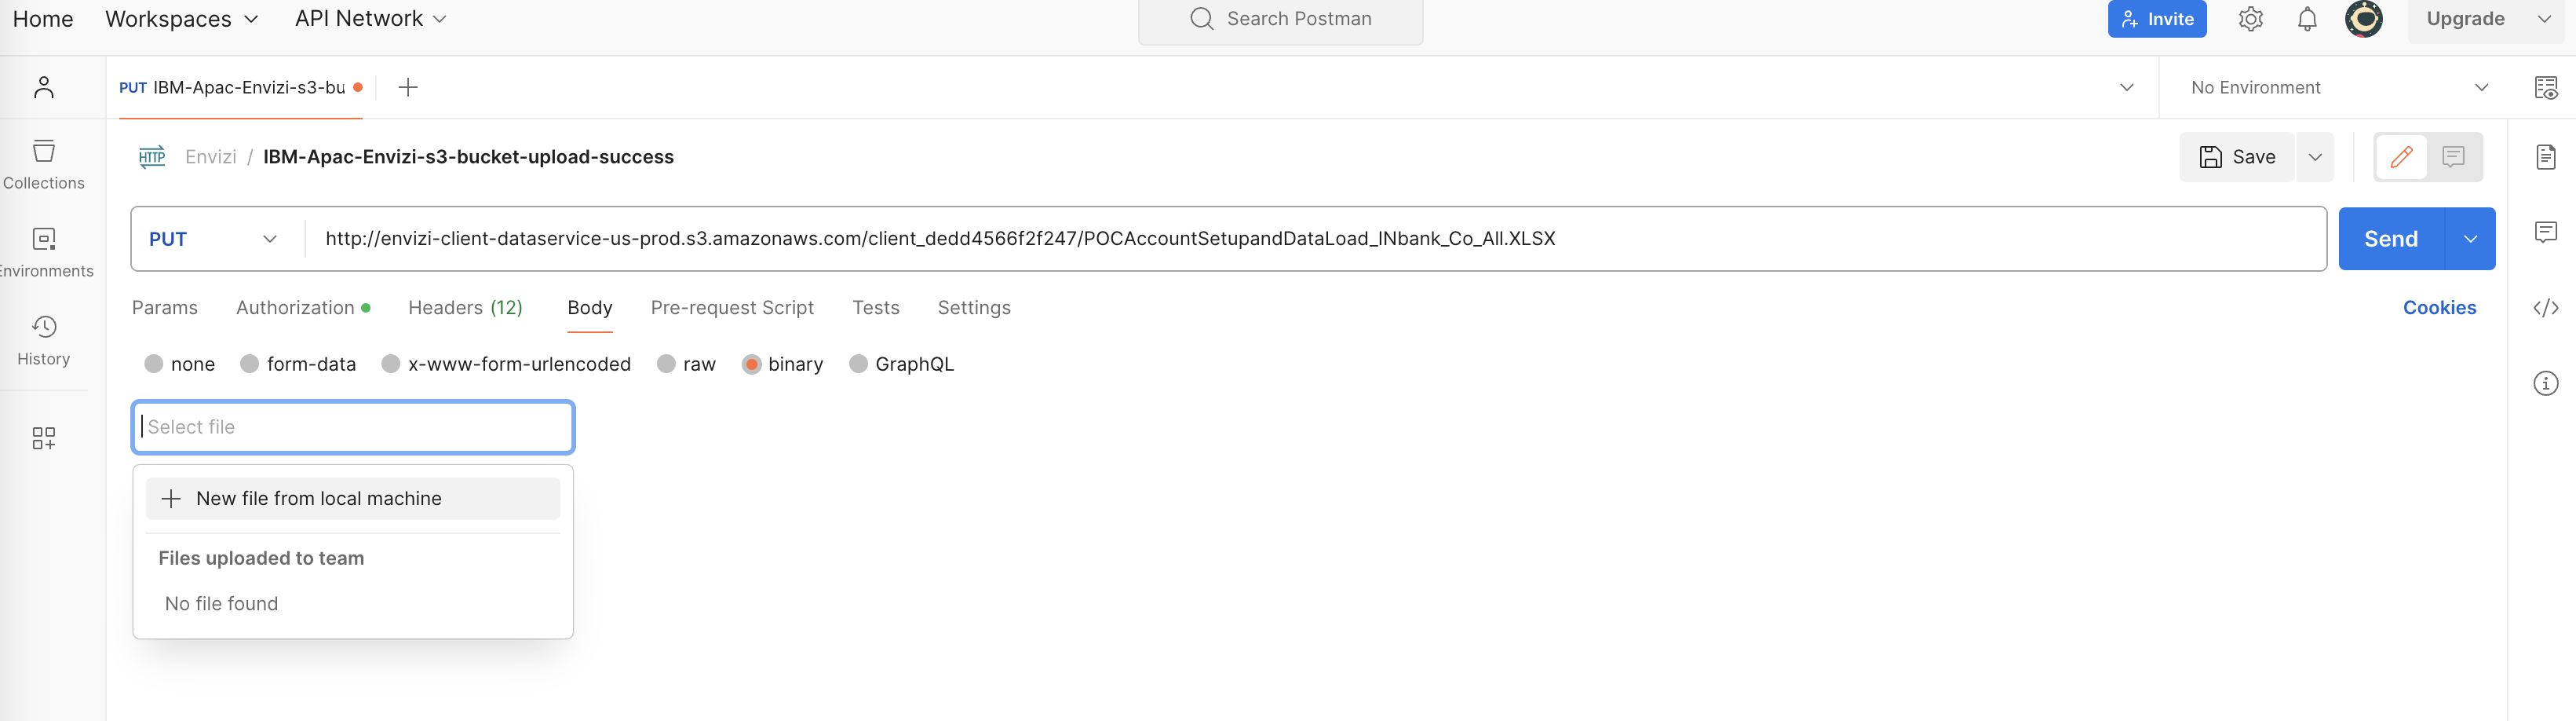 Home Workspaces API Network Search Postman Invite Upgrade
PUT IBM-Apac-Envizi-s3-bu No Environment
HTTP Envizi / IBM-Apac-Envizi-s3-bucket-upload-success Save
Collections
PUT http://envizi-client-dataservice-us-prod.s3.amazonaws.com/client_dedd4566f2f247/POCAccountSetupandDataLoad_INbank_Co_All.XLSX Send
Environments
Params Authorization Headers (12) Body Pre-request Script Tests Settings Cookies
History
none form-data x-www-form-urlencoded raw binary GraphQL
Select file
New file from local machine
Files uploaded to team
No file found